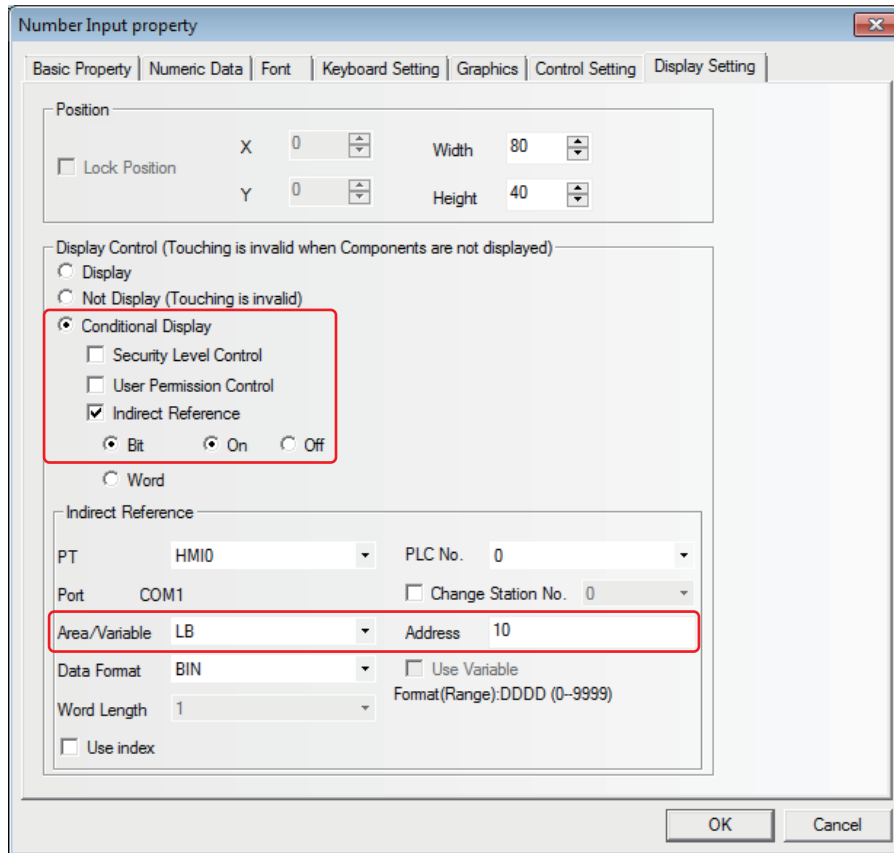 Number Input property
Basic Property Numeric Data Font Keyboard Setting Graphics Control Setting Display Setting
Position
X 0 Width 80
Lock Position
Y 0 Height 40
Display Control (Touching is invalid when Components are not displayed)
Display
Not Display (Touching is invalid)
Conditional Display
Security Level Control
User Permission Control
Indirect Reference
Bit On Off
Word
Indirect Reference
PT HMI0 PLC No. 0
Port COM1 Change Station No. 0
Area/Variable LB Address 10
Data Format BIN Use Variable
Format(Range):DDDD (0--9999)
Word Length 1
Use index
OK Cancel